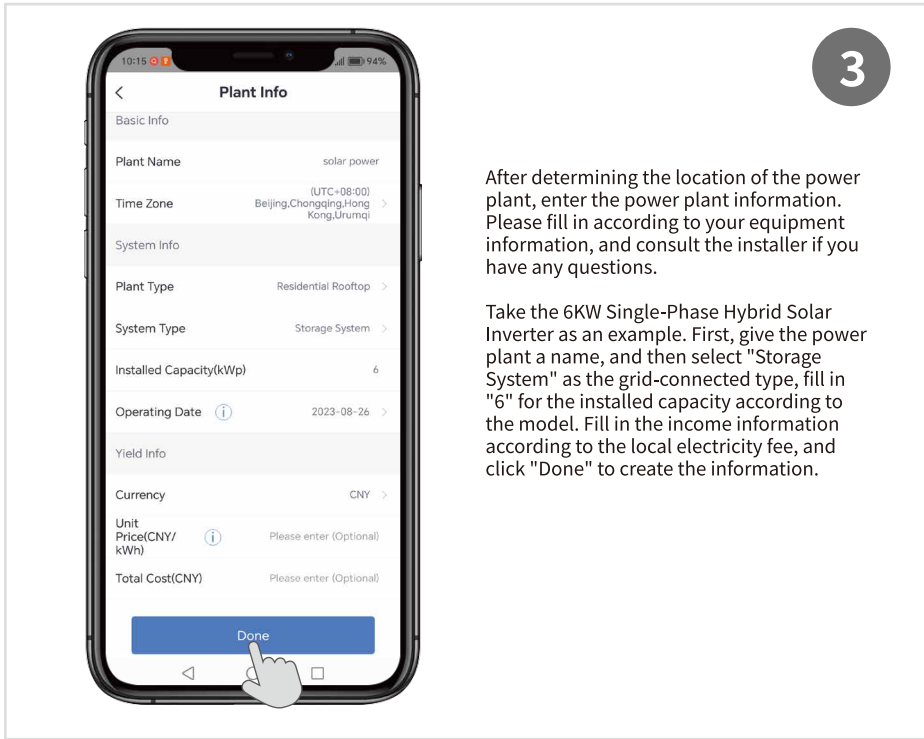 10:15
94%
Plant Info
Basic Info
Plant Name
solar power
Time Zone
(UTC+08:00)
Beijing,Chongqing,Hong
Kong,Urumqi
System Info
Plant Type
Residential Rooftop
System Type
Storage System
Installed Capacity(kWp)
6
Operating Date
2023-08-26
Yield Info
Currency
CNY
Unit
Price(CNY/
kWh)
Please enter (Optional)
Total Cost(CNY)
Please enter (Optional)
Done
3
After determining the location of the power
plant, enter the power plant information.
Please fill in according to your equipment
information, and consult the installer if you
have any questions.
Take the 6KW Single-Phase Hybrid Solar
Inverter as an example. First, give the power
plant a name, and then select "Storage
System" as the grid-connected type, fill in
"6" for the installed capacity according to
the model. Fill in the income information
according to the local electricity fee, and
click "Done" to create the information.